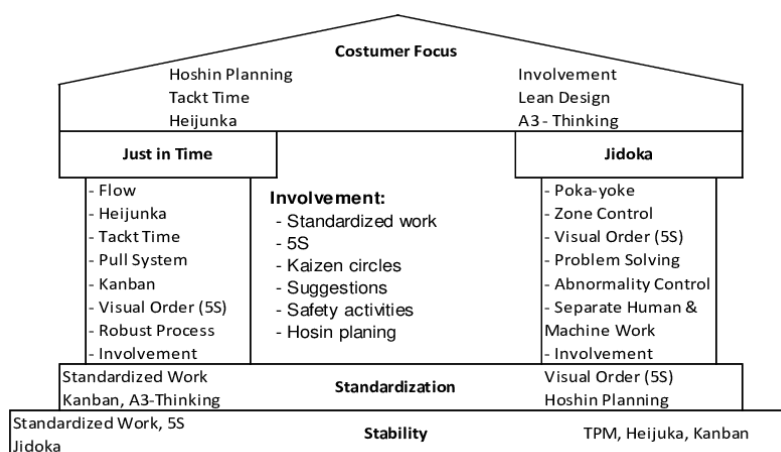 Costumer Focus
Hoshin Planning
Tackt Time
Heijunka
Involvement
Lean Design
A3 - Thinking
Just in Time
- Flow
- Heijunka
- Tackt Time
- Pull System
- Kanban
- Visual Order (5S)
- Robust Process
- Involvement
Involvement:
- Standardized work
- 5S
- Kaizen circles
- Suggestions
- Safety activities
- Hosin planing
Jidoka
- Poka-yoke
- Zone Control
- Visual Order (5S)
- Problem Solving
- Abnormality Control
- Separate Human &
Machine Work
- Involvement
Standardized Work
Kanban, A3-Thinking
Standardization
Visual Order (5S)
Hoshin Planning
Standardized Work, 5S
Jidoka
Stability
TPM, Heijuka, Kanban